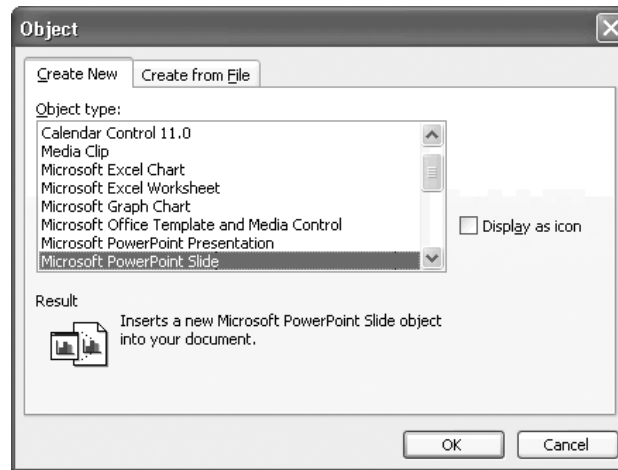 Object
Create New
Create from File
Object type:
Calendar Control 11.0
Media Clip
Microsoft Excel Chart
Microsoft Excel Worksheet
Microsoft Graph Chart
Microsoft Office Template and Media Control
Microsoft PowerPoint Presentation
Microsoft PowerPoint Slide
Display as icon
Result
Inserts a new Microsoft PowerPoint Slide object
into your document.
OK
Cancel